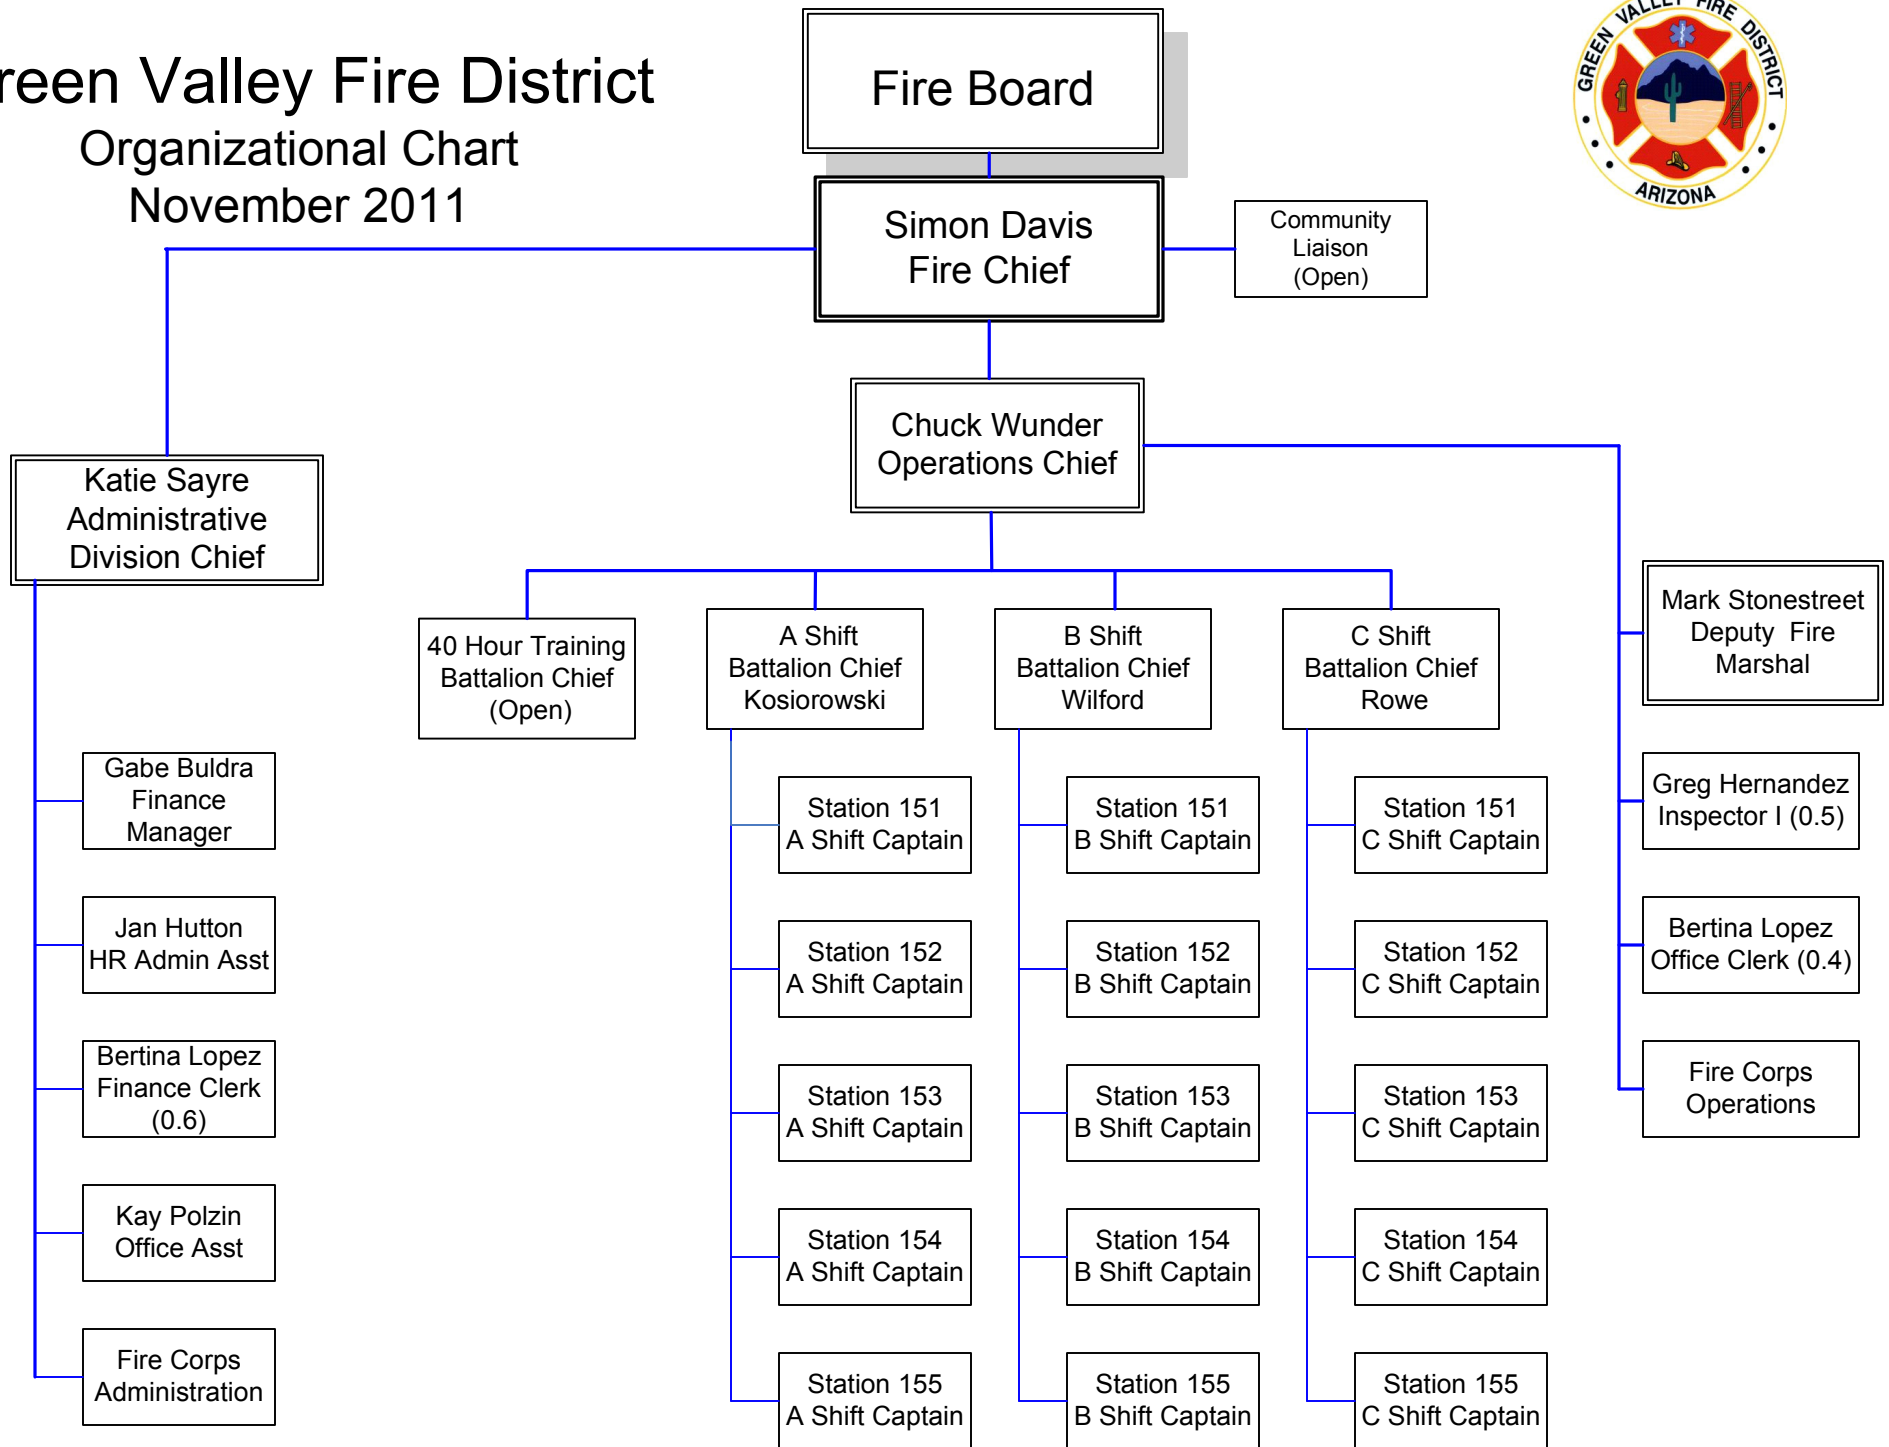 reen Valley Fire District
Organizational Chart
November 2011
Fire Board
GREEN VALLEY FIRE DISTRICT
ARIZONA
Simon Davis
Fire Chief
Community
Liaison
(Open)
Chuck Wunder
Operations Chief
Katie Sayre
Administrative
Division Chief
40 Hour Training
Battalion Chief
(Open)
A Shift
Battalion Chief
Kosiorowski
B Shift
Battalion Chief
Wilford
C Shift
Battalion Chief
Rowe
Mark Stonestreet
Deputy Fire
Marshal
Gabe Buldra
Finance
Manager
Station 151
A Shift Captain
Station 151
B Shift Captain
Station 151
C Shift Captain
Greg Hernandez
Inspector I (0.5)
Jan Hutton
HR Admin Asst
Station 152
A Shift Captain
Station 152
B Shift Captain
Station 152
C Shift Captain
Bertina Lopez
Office Clerk (0.4)
Bertina Lopez
Finance Clerk
(0.6)
Station 153
A Shift Captain
Station 153
B Shift Captain
Station 153
C Shift Captain
Fire Corps
Operations
Kay Polzin
Office Asst
Station 154
A Shift Captain
Station 154
B Shift Captain
Station 154
C Shift Captain
Fire Corps
Administration
Station 155
A Shift Captain
Station 155
B Shift Captain
Station 155
C Shift Captain